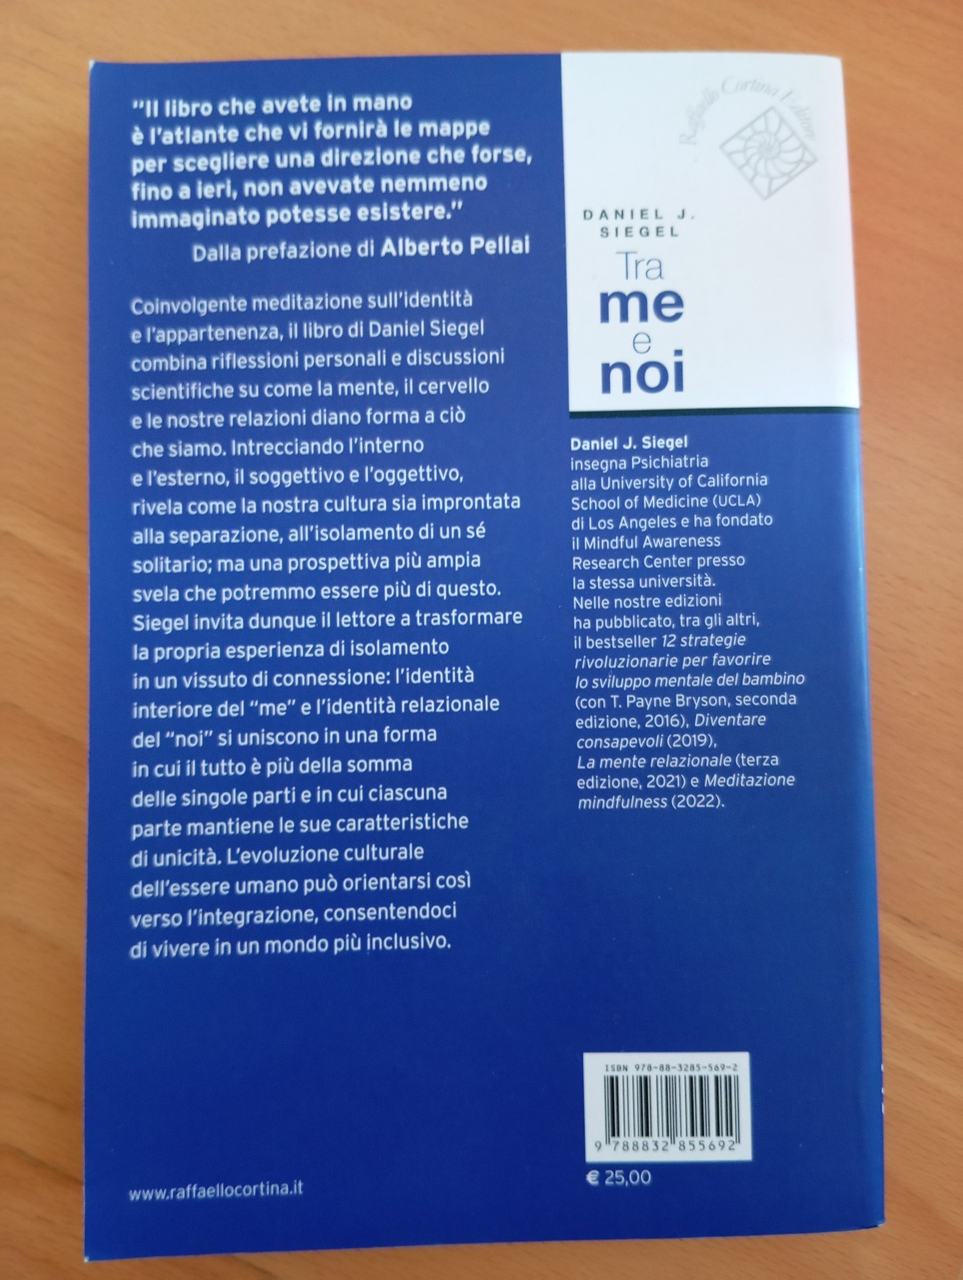 "Il libro che avete in mano
è l'atlante che vi fornirà le mappe
per scegliere una direzione che forse,
fino a ieri, non avevate nemmeno
immaginato potesse esistere."
Dalla prefazione di Alberto Pellai
Coinvolgente meditazione sull'identità
e l'appartenenza, il libro di Daniel Siegel
combina riflessioni personali e discussioni
scientifiche su come la mente, il cervello
e le nostre relazioni diano forma a ciò
che siamo. Intrecciando l'interno
e l'esterno, il soggettivo e l'oggettivo,
rivela come la nostra cultura sia improntata
alla separazione, all'isolamento di un sé
solitario; ma una prospettiva più ampia
svela che potremmo essere più di questo.
Siegel invita dunque il lettore a trasformare
la propria esperienza di isolamento
in un vissuto di connessione: l'identità
interiore del "me" e l'identità relazionale
del "noi" si uniscono in una forma
in cui il tutto è più della somma
delle singole parti e in cui ciascuna
parte mantiene le sue caratteristiche
di unicità. L'evoluzione culturale
dell'essere umano può orientarsi così
verso l'integrazione, consentendoci
di vivere in un mondo più inclusivo.
www.raffaellocortina.it
Raffaello Cortina Editore
DANIEL J.
SIEGEL
Tra
me
e
noi
Daniel J. Siegel
insegna Psichiatria
alla University of California
School of Medicine (UCLA)
di Los Angeles e ha fondato
il Mindful Awareness
Research Center presso
la stessa università.
Nelle nostre edizioni
ha pubblicato, tra gli altri,
il bestseller 12 strategie
rivoluzionarie per favorire
lo sviluppo mentale del bambino
(con T. Payne Bryson, seconda
edizione, 2016), Diventare
consapevoli (2019),
La mente relazionale (terza
edizione, 2021) e Meditazione
mindfulness (2022).
ISBN 978-88-3285-569-2
9 788832 855692
€ 25,00